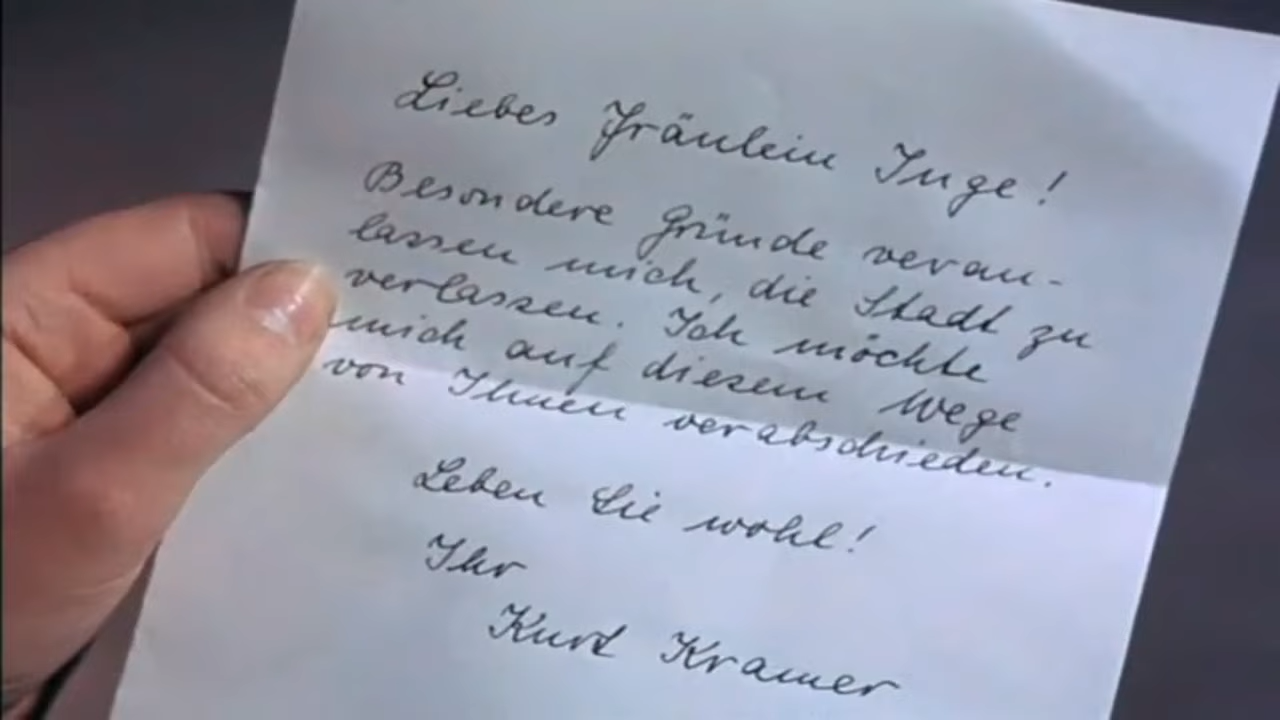 Liebes Fräulein Inge!
Besondere Gründe veran-
lassen mich, die Stadt zu
verlassen. Ich möchte
mich auf diesem Wege
von Ihnen verabschieden.
Leben Sie wohl!
Ihr
Kurt Kramer